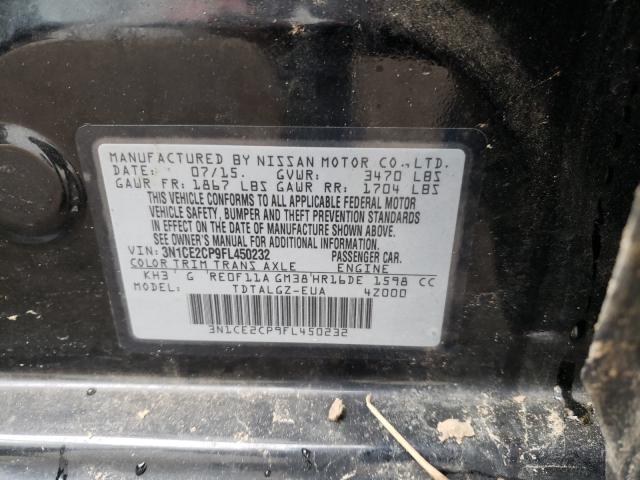 MANUFACTURED BY NISSAN MOTOR CO., LTD.
DATE: 07/15. GVWR: 3470 LBS
GAWR FR: 1867 LBS GAWR RR: 1704 LBS
THIS VEHICLE CONFORMS TO ALL APPLICABLE FEDERAL MOTOR
VEHICLE SAFETY, BUMPER AND THEFT PREVENTION STANDARDS
IN EFFECT ON THE DATE OF MANUFACTURE SHOWN ABOVE.
SEE OWNER'S MANUAL FOR ADDITIONAL INFORMATION.
VIN: 3N1CE2CP9FL450232 PASSENGER CAR.
COLOR TRIM TRANS AXLE ENGINE
KH3 G RE0F11A GM38 HR16DE 1598 CC
TDTALGZ-EUA 42000
3N1CE2CP9FL450232